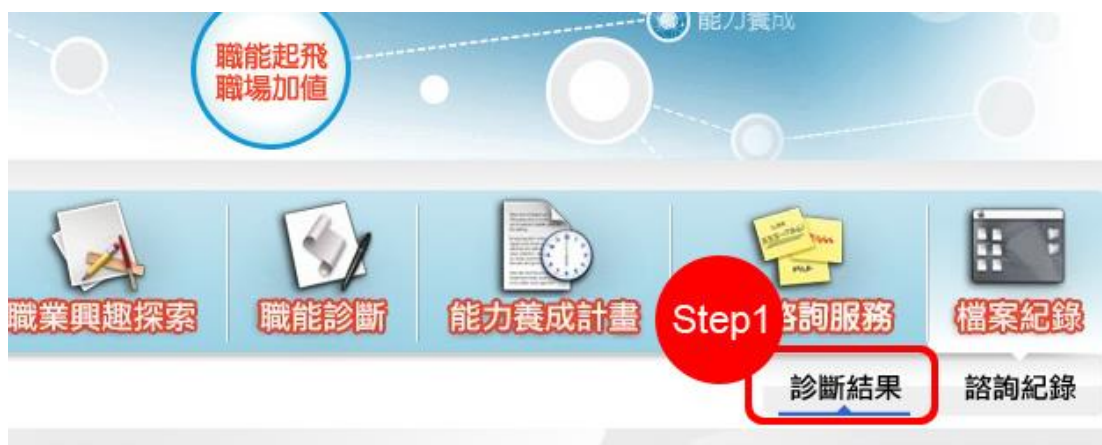 能力養成
職能起飛
職場加值
職業興趣探索
職能診斷
能力養成計畫
Step1
諮詢服務
檔案紀錄
診斷結果
諮詢紀錄